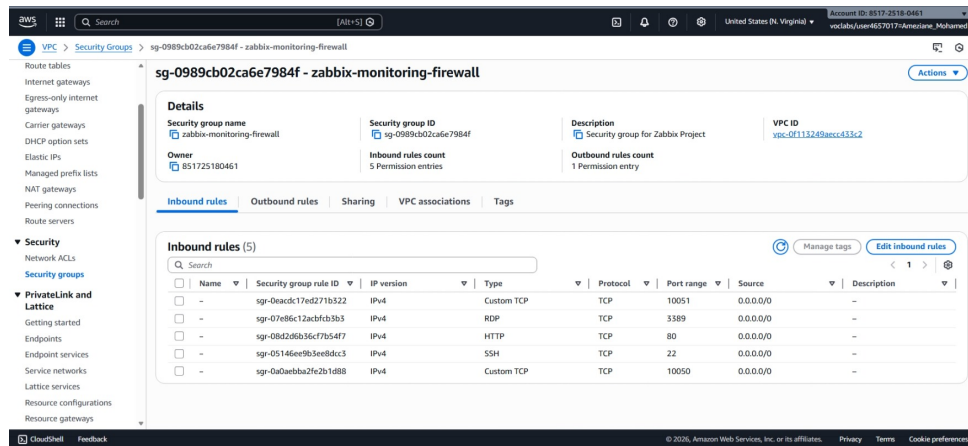 aws
Search
[Alt+S]
United States (N. Virginia)
Account ID: 8517-2518-0461
voclabs/user4657017=Ameziane_Mohamed
VPC > Security Groups > sg-0989cb02ca6e7984f - zabbix-monitoring-firewall
Route tables
Internet gateways
Egress-only internet
gateways
Carrier gateways
DHCP option sets
Elastic IPs
Managed prefix lists
NAT gateways
Peering connections
Route servers
Security
Network ACLs
Security groups
PrivateLink and
Lattice
Getting started
Endpoints
Endpoint services
Service networks
Lattice services
Resource configurations
Resource gateways
sg-0989cb02ca6e7984f - zabbix-monitoring-firewall
Actions
Details
Security group name
zabbix-monitoring-firewall
Security group ID
sg-0989cb02ca6e7984f
Description
Security group for Zabbix Project
VPC ID
vpc-0f113249aecc433c2
Owner
851725180461
Inbound rules count
5 Permission entries
Outbound rules count
1 Permission entry
Inbound rules Outbound rules Sharing VPC associations Tags
Inbound rules (5)
Manage tags
Edit inbound rules
Search
1
Name Security group rule ID IP version Type Protocol Port range Source Description
– sgr-0eacdc17ed271b322 IPv4 Custom TCP TCP 10051 0.0.0.0/0 –
– sgr-07e86c12acbfcb3b3 IPv4 RDP TCP 3389 0.0.0.0/0 –
– sgr-08d2d6b36cf7b54f7 IPv4 HTTP TCP 80 0.0.0.0/0 –
– sgr-05146ee9b3ee8dcc3 IPv4 SSH TCP 22 0.0.0.0/0 –
– sgr-0a0aebba2fe2b1d88 IPv4 Custom TCP TCP 10050 0.0.0.0/0 –
CloudShell Feedback
© 2026, Amazon Web Services, Inc. or its affiliates. Privacy Terms Cookie preferences